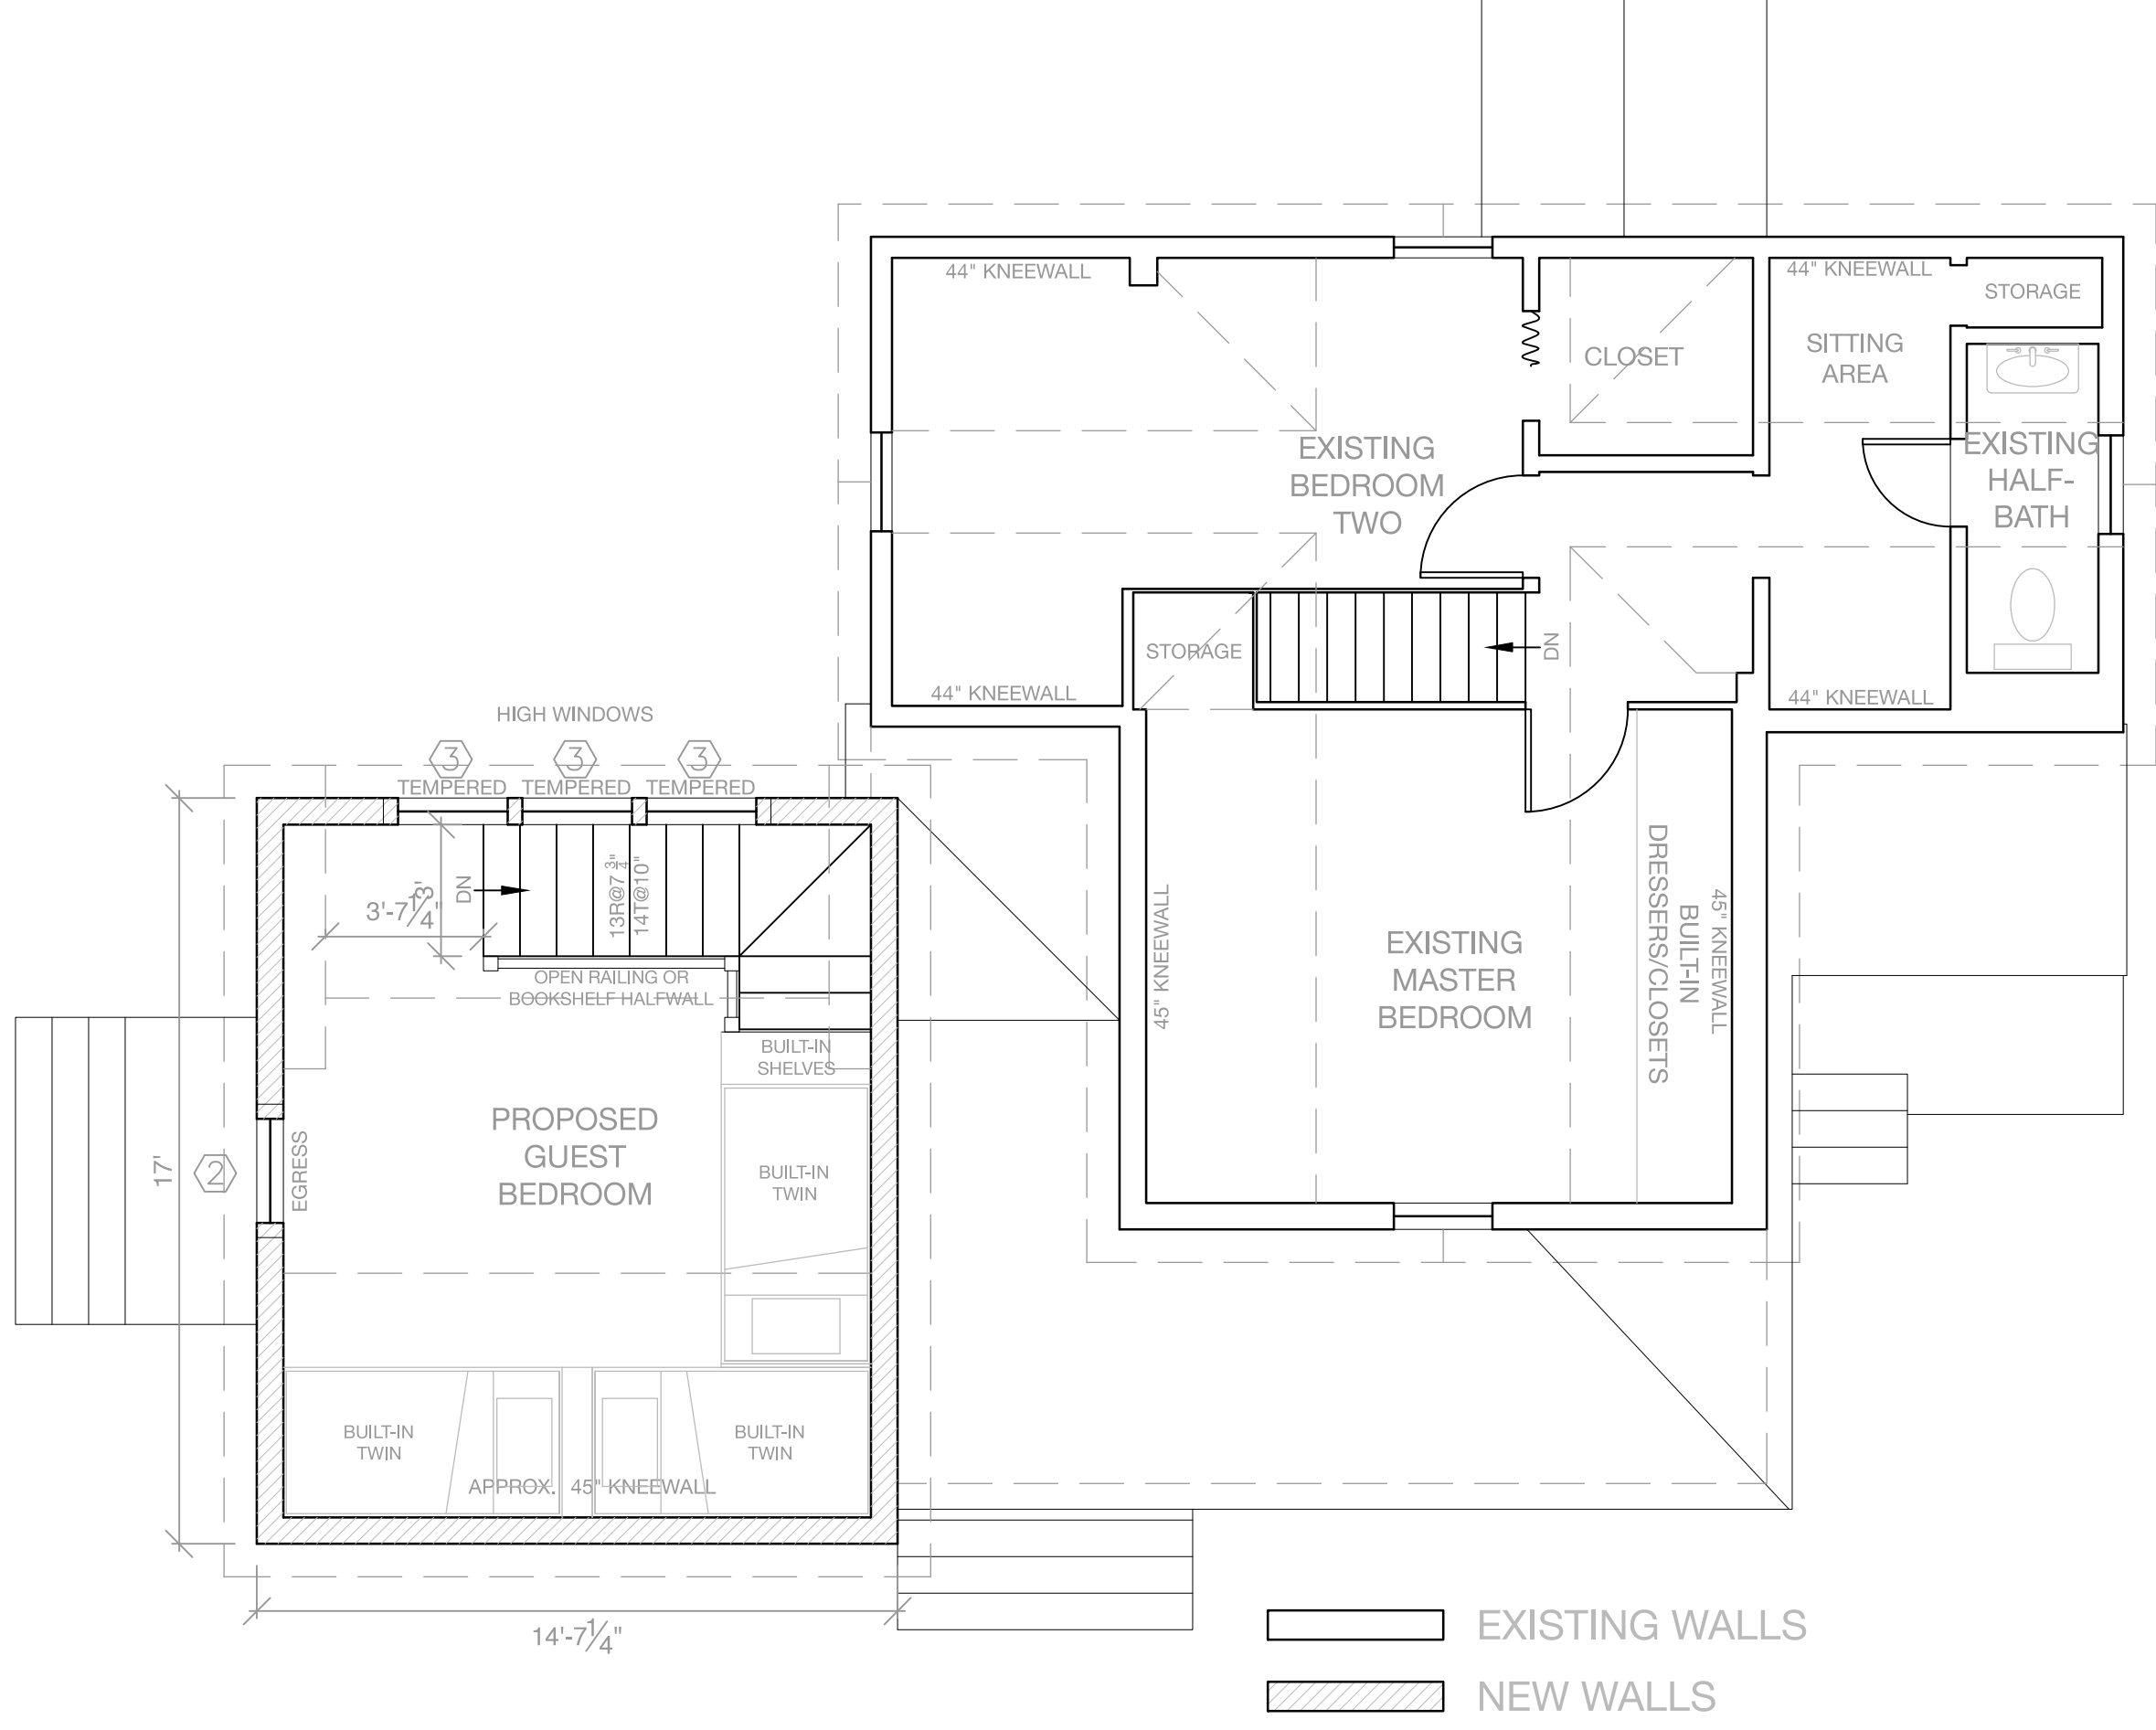 44" KNEEWALL
44" KNEEWALL
STORAGE
SITTING
AREA
CLOSET
EXISTING
BEDROOM
TWO
EXISTING
HALF-
BATH
STORAGE
DN
44" KNEEWALL
44" KNEEWALL
HIGH WINDOWS
3
3
3
TEMPERED
TEMPERED
TEMPERED
DN
13R@7 3/4"
14T@10"
3'
3'-7 1/4"
OPEN RAILING OR
BOOKSHELF HALFWALL
BUILT-IN
SHELVES
45" KNEEWALL
EXISTING
MASTER
BEDROOM
BUILT-IN
DRESSERS/CLOSETS
45" KNEEWALL
PROPOSED
GUEST
BEDROOM
17'
2
EGRESS
BUILT-IN
TWIN
BUILT-IN
TWIN
BUILT-IN
TWIN
APPROX. 45" KNEEWALL
14'-7 1/4"
EXISTING WALLS
NEW WALLS